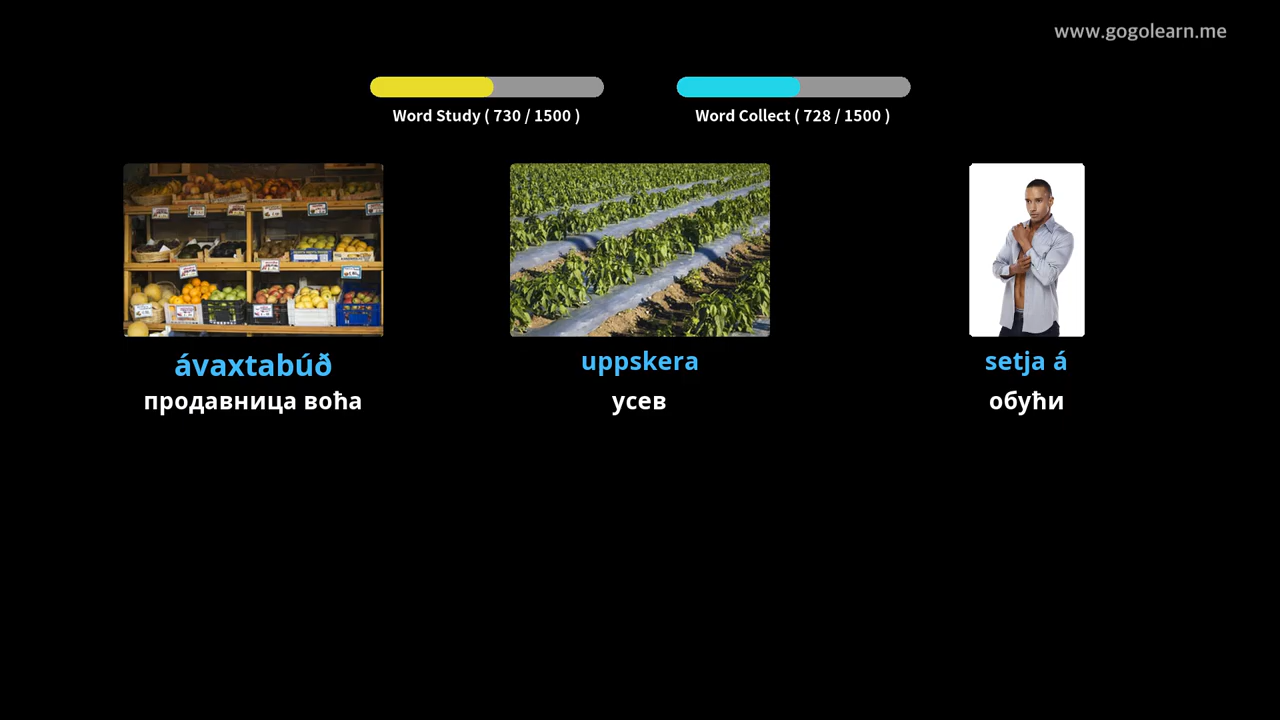 www.gogolearn.me
Word Study ( 730 / 1500 )
Word Collect ( 728 / 1500 )
ávaxtabúð
uppskera
setja á
продавница воћа
усев
обући